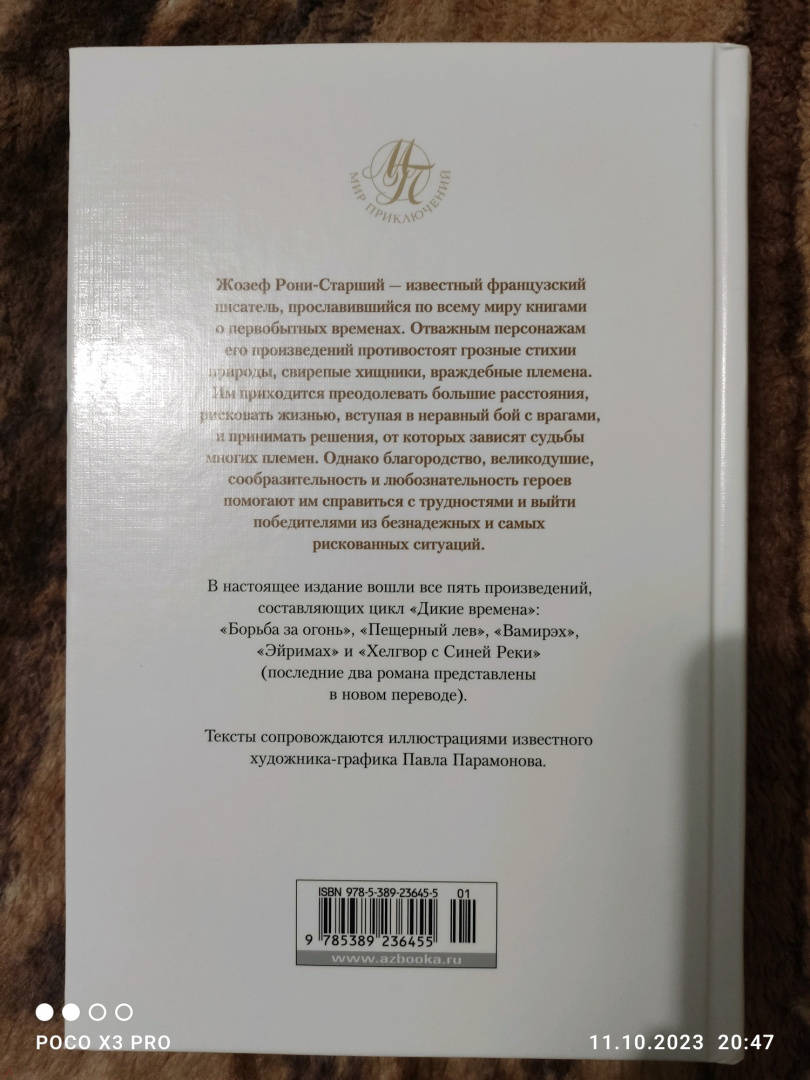 МП
МИР ПРИКЛЮЧЕНИЙ
Жозеф Рони-Старший — известный французский
писатель, прославившийся по всему миру книгами
о первобытных временах. Отважным персонажам
его произведений противостоят грозные стихии
природы, свирепые хищники, враждебные племена.
Им приходится преодолевать большие расстояния,
рисковать жизнью, вступая в неравный бой с врагами,
и принимать решения, от которых зависят судьбы
многих племен. Однако благородство, великодушие,
сообразительность и любознательность героев
помогают им справиться с трудностями и выйти
победителями из безнадежных и самых
рискованных ситуаций.
В настоящее издание вошли все пять произведений,
составляющих цикл «Дикие времена»:
«Борьба за огонь», «Пещерный лев», «Вамирэх»,
«Эйримах» и «Хелгвор с Синей Реки»
(последние два романа представлены
в новом переводе).
Тексты сопровождаются иллюстрациями известного
художника-графика Павла Парамонова.
ISBN 978-5-389-23645-5 01
9 785389 236455
www.azbooka.ru
POCO X3 PRO
11.10.2023 20:47